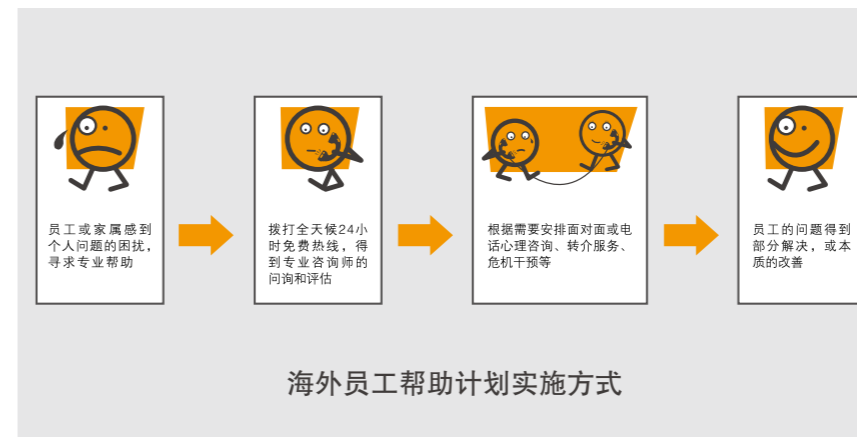 员工或家属感到
个人问题的困扰，
寻求专业帮助
拨打全天候24小
时免费热线，得
到专业咨询师的
问询和评估
根据需要安排面对面或电
话心理咨询、转介服务、
危机干预等
员工的问题得到
部分解决，或本
质的改善
海外员工帮助计划实施方式